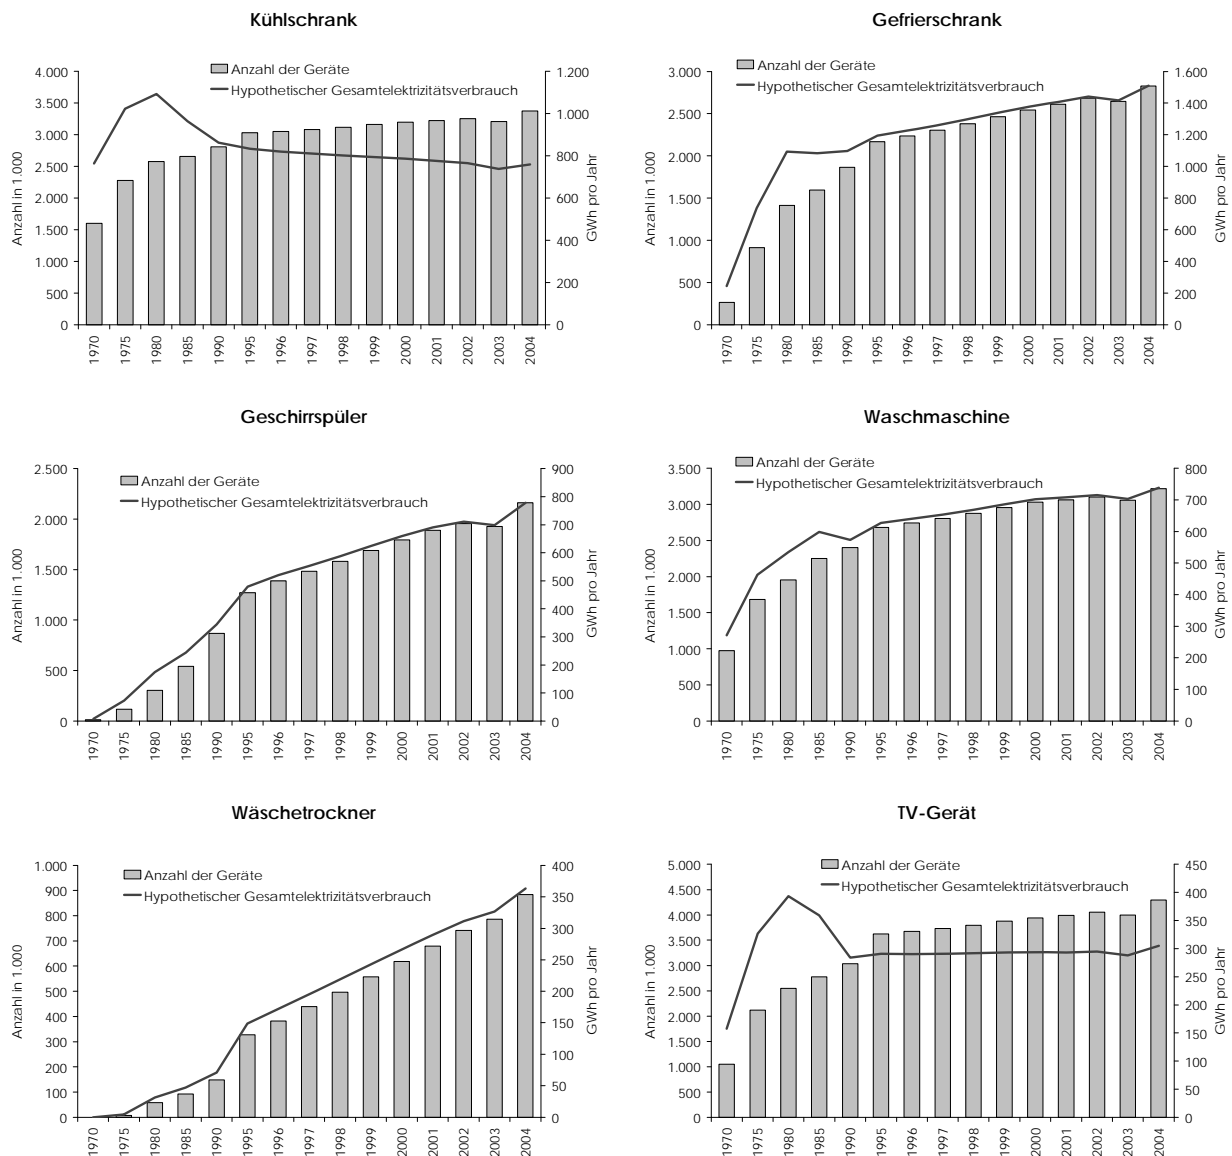 Kühlschrank
Anzahl der Geräte
Hypothetischer Gesamtelektrizitätsverbrauch
Anzahl in 1.000
4.000
3.500
3.000
2.500
2.000
1.500
1.000
500
0
1.200
1.000
800
600
400
200
0
GWh pro Jahr
1970 1975 1980 1985 1990 1995 1996 1997 1998 1999 2000 2001 2002 2003 2004
Gefrierschrank
Anzahl der Geräte
Hypothetischer Gesamtelektrizitätsverbrauch
Anzahl in 1.000
3.000
2.500
2.000
1.500
1.000
500
0
1.600
1.400
1.200
1.000
800
600
400
200
0
GWh pro Jahr
1970 1975 1980 1985 1990 1995 1996 1997 1998 1999 2000 2001 2002 2003 2004
Geschirrspüler
Anzahl der Geräte
Hypothetischer Gesamtelektrizitätsverbrauch
Anzahl in 1.000
2.500
2.000
1.500
1.000
500
0
900
800
700
600
500
400
300
200
100
0
GWh pro Jahr
1970 1975 1980 1985 1990 1995 1996 1997 1998 1999 2000 2001 2002 2003 2004
Waschmaschine
Anzahl der Geräte
Hypothetischer Gesamtelektrizitätsverbrauch
Anzahl in 1.000
3.500
3.000
2.500
2.000
1.500
1.000
500
0
800
700
600
500
400
300
200
100
0
GWh pro Jahr
1970 1975 1980 1985 1990 1995 1996 1997 1998 1999 2000 2001 2002 2003 2004
Wäschetrockner
Anzahl der Geräte
Hypothetischer Gesamtelektrizitätsverbrauch
Anzahl in 1.000
1.000
900
800
700
600
500
400
300
200
100
0
400
350
300
250
200
150
100
50
0
GWh pro Jahr
1970 1975 1980 1985 1990 1995 1996 1997 1998 1999 2000 2001 2002 2003 2004
TV-Gerät
Anzahl der Geräte
Hypothetischer Gesamtelektrizitätsverbrauch
Anzahl in 1.000
5.000
4.500
4.000
3.500
3.000
2.500
2.000
1.500
1.000
500
0
450
400
350
300
250
200
150
100
50
0
GWh pro Jahr
1970 1975 1980 1985 1990 1995 1996 1997 1998 1999 2000 2001 2002 2003 2004